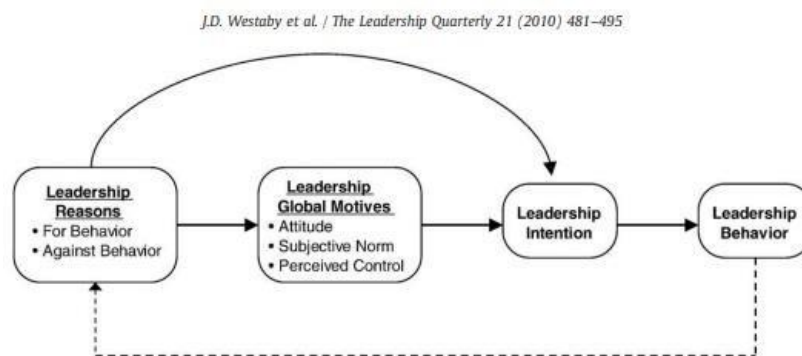 J.D. Westaby et al. / The Leadership Quarterly 21 (2010) 481–495
Leadership
Reasons
• For Behavior
• Against Behavior
Leadership
Global Motives
• Attitude
• Subjective Norm
• Perceived Control
Leadership
Intention
Leadership
Behavior